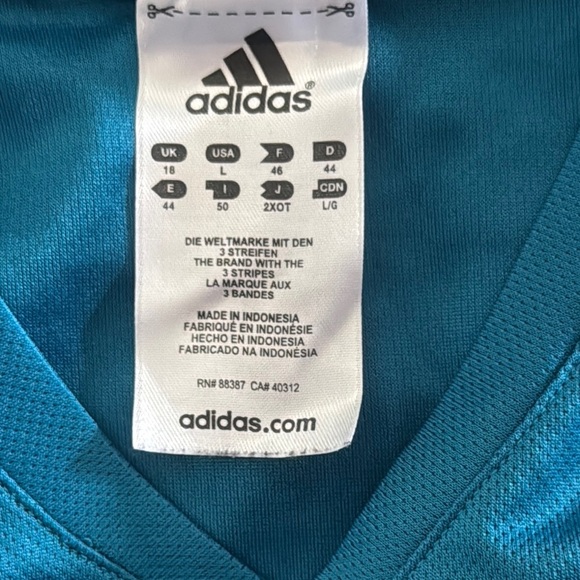 adidas®
UK USA F D
18 L 46 44
E I J CDN
44 50 2XOT L/G
DIE WELTMARKE MIT DEN
3 STREIFEN
THE BRAND WITH THE
3 STRIPES
LA MARQUE AUX
3 BANDES
MADE IN INDONESIA
FABRIQUÉ EN INDONÉSIE
HECHO EN INDONESIA
FABRICADO NA INDONÉSIA
RN# 88387 CA# 40312
adidas.com